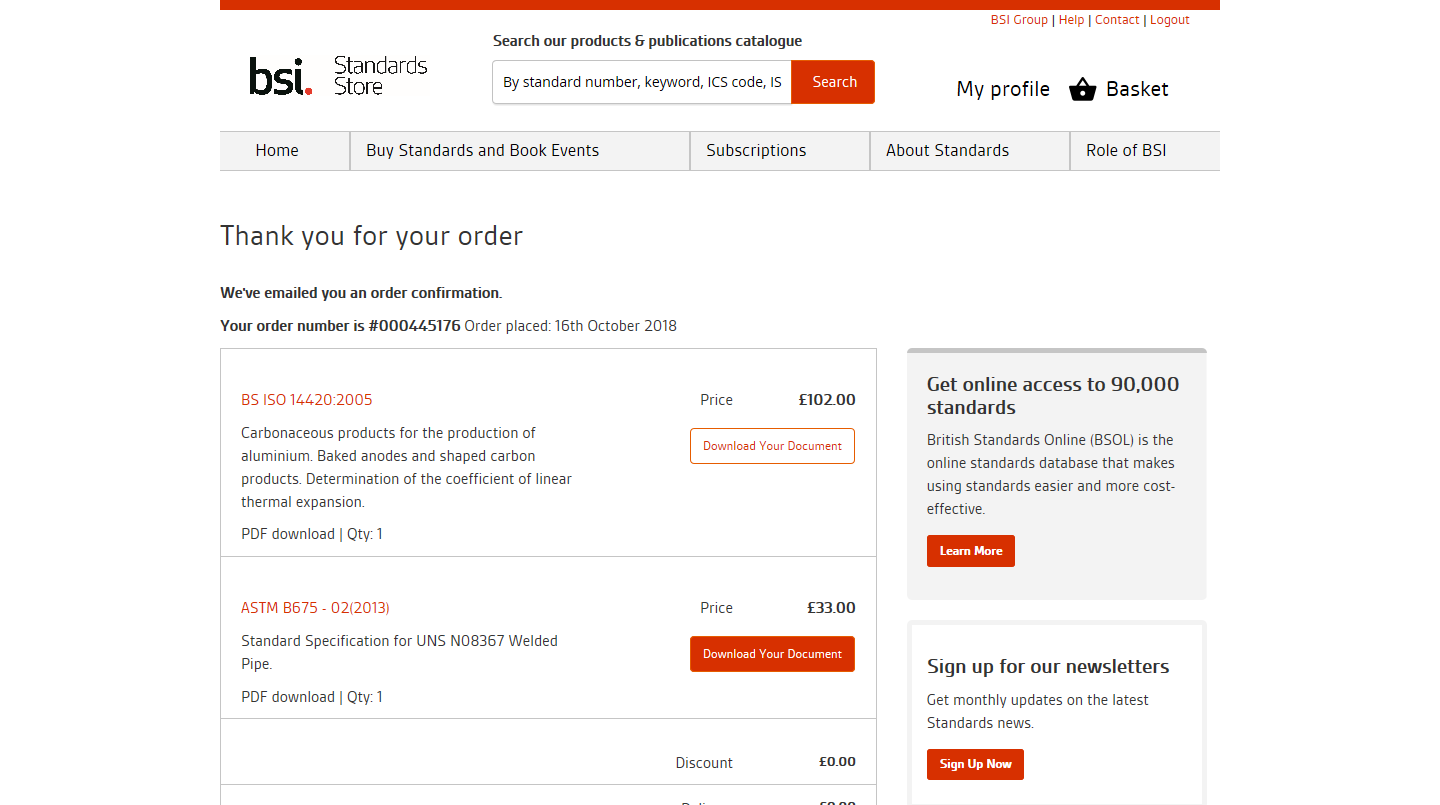 BSI Group | Help | Contact | Logout
Search our products & publications catalogue
bsi. Standards Store
By standard number, keyword, ICS code, IS
Search
My profile
Basket
Home
Buy Standards and Book Events
Subscriptions
About Standards
Role of BSI
Thank you for your order
We've emailed you an order confirmation.
Your order number is #000445176 Order placed: 16th October 2018
BS ISO 14420:2005
Price £102.00
Carbonaceous products for the production of
aluminium. Baked anodes and shaped carbon
products. Determination of the coefficient of linear
thermal expansion.
Download Your Document
PDF download | Qty: 1
ASTM B675 - 02(2013)
Price £33.00
Standard Specification for UNS N08367 Welded
Pipe.
Download Your Document
PDF download | Qty: 1
Discount £0.00
Get online access to 90,000
standards
British Standards Online (BSOL) is the
online standards database that makes
using standards easier and more cost-
effective.
Learn More
Sign up for our newsletters
Get monthly updates on the latest
Standards news.
Sign Up Now